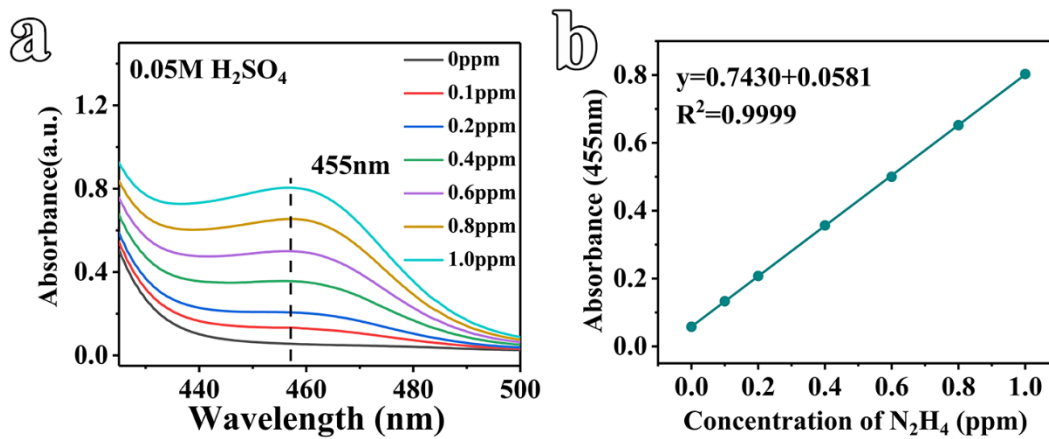 a
0.05M H₂SO₄
0ppm
0.1ppm
0.2ppm
0.4ppm
0.6ppm
0.8ppm
1.0ppm
455nm
Absorbance(a.u.)
1.2
0.8
0.4
0.0
440 460 480 500
Wavelength (nm)
b
y=0.7430+0.0581
R²=0.9999
Absorbance (455nm)
0.8
0.6
0.4
0.2
0.0
0.0 0.2 0.4 0.6 0.8 1.0
Concentration of N₂H₄ (ppm)